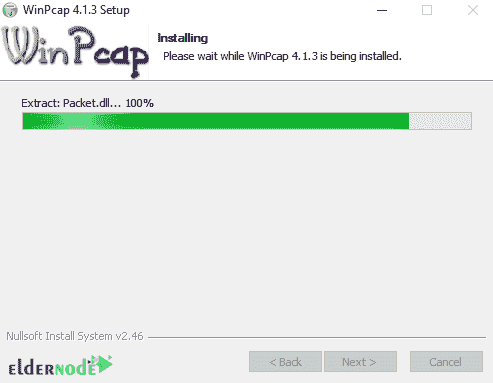 WinPcap 4.1.3 Setup
WinPcap
Installing
Please wait while WinPcap 4.1.3 is being installed.
Extract: Packet.dll... 100%
Nullsoft Install System v2.46
elderNode
< Back
Next >
Cancel